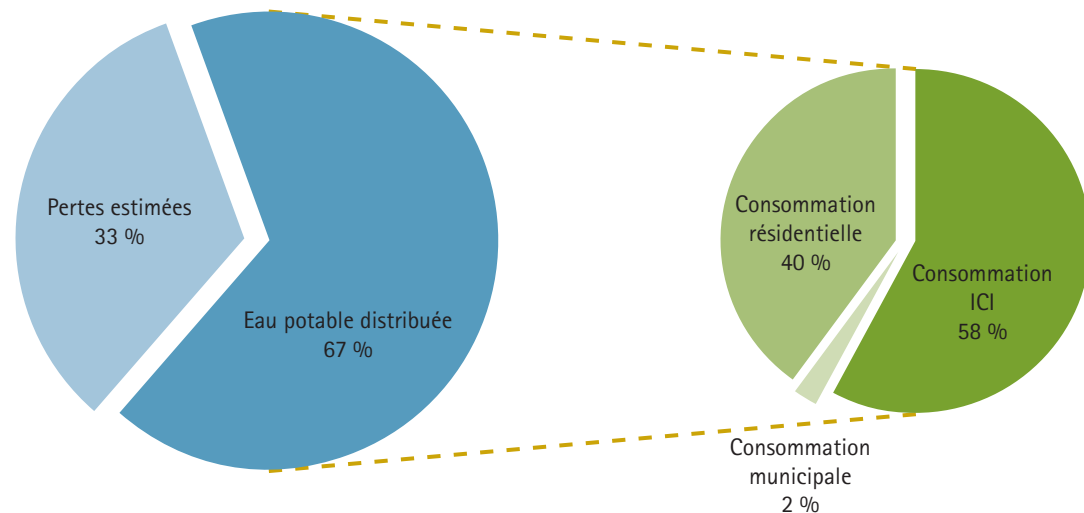 Pertes estimées
33 %
Eau potable distribuée
67 %
Consommation
résidentielle
40 %
Consommation
ICI
58 %
Consommation
municipale
2 %